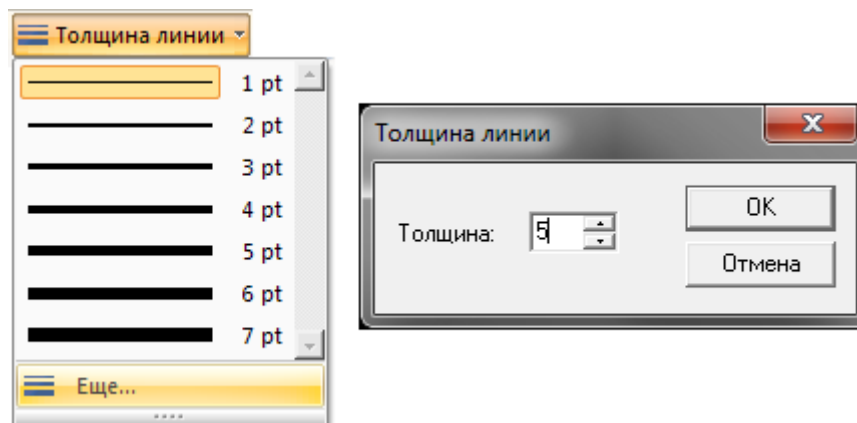 Толщина линии
1 pt
2 pt
3 pt
4 pt
5 pt
6 pt
7 pt
Еще...
Толщина линии
Толщина: 5
OK
Отмена